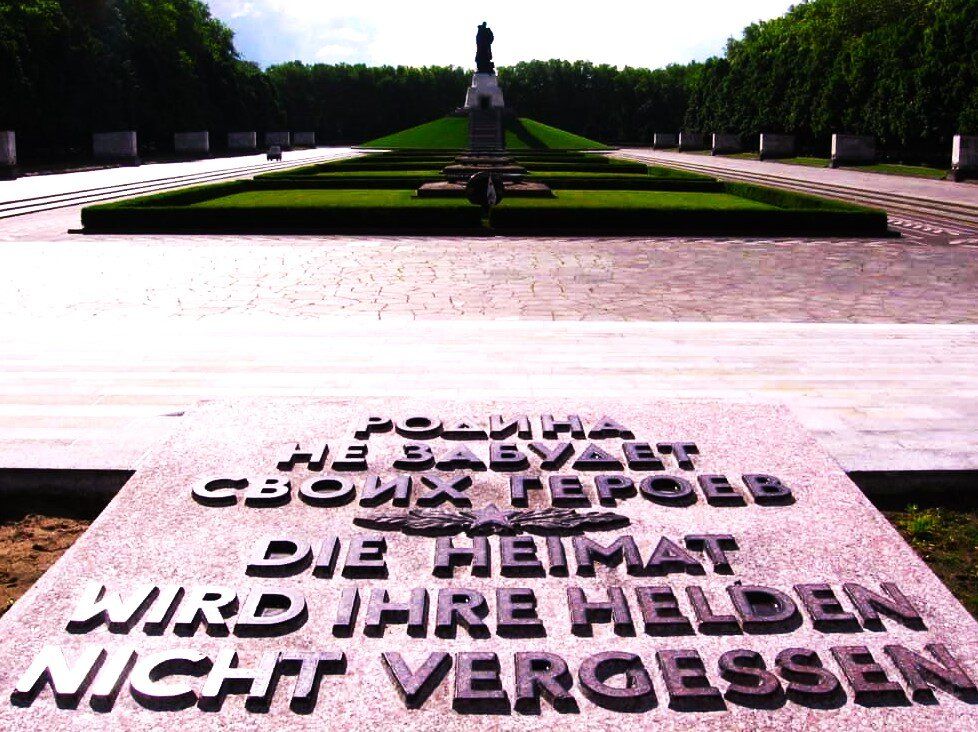 РОДИНА
НЕ ЗАБУДЕТ
СВОИХ ГЕРОЕВ
DIE HEIMAT
WIRD IHRE HELDEN
NICHT VERGESSEN